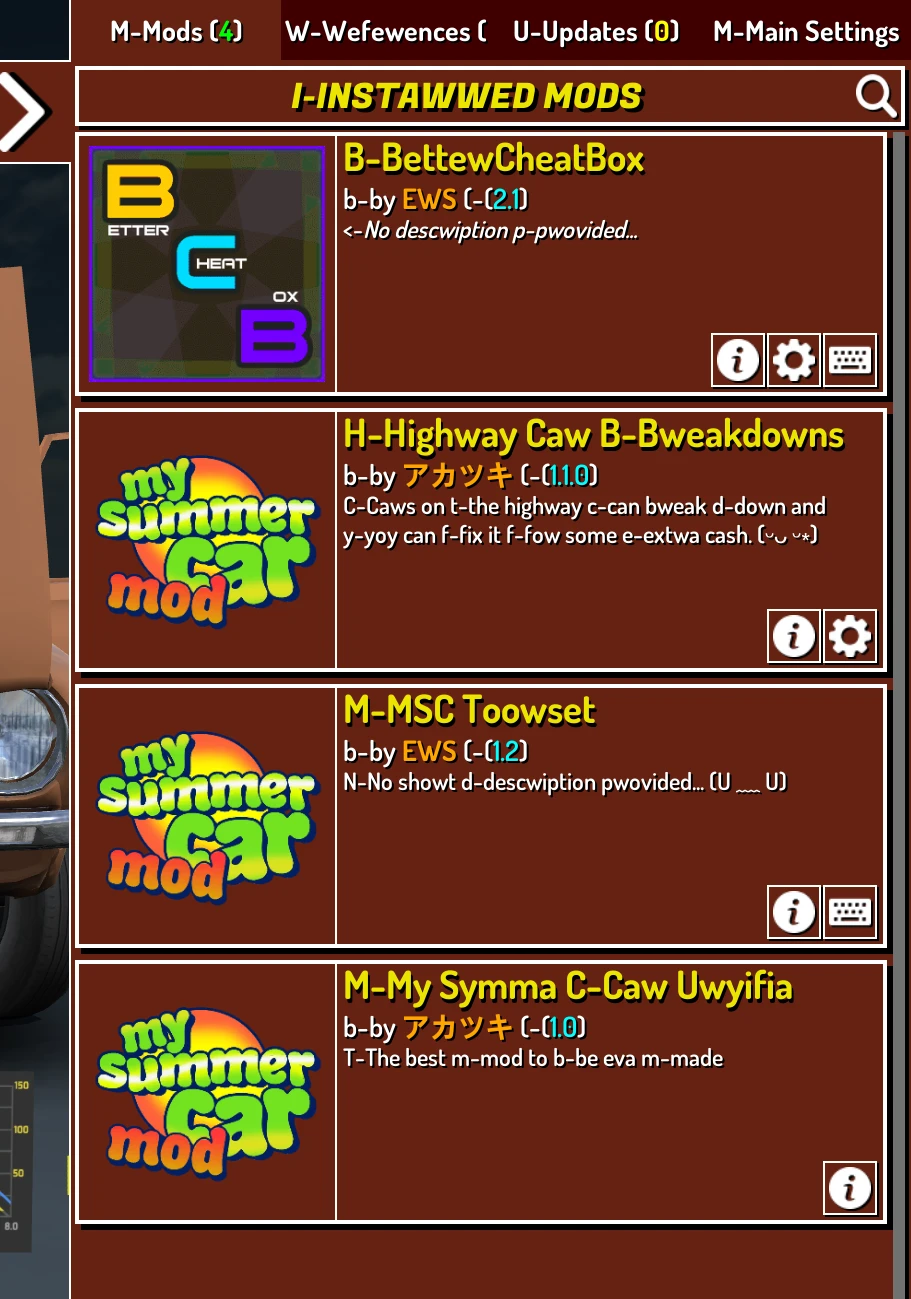 M-Mods (4)
W-Wefewences (
U-Updates (0)
M-Main Settings
I-INSTAWWED MODS
B
ETTER
C
HEAT
OX
B
B-BettewCheatBox
b-by EWS (-(2.1)
<-No descwiption p-pwovided...
my
summer
car
mod
H-Highway Caw B-Bweakdowns
b-by アカツキ (-(1.1.0)
C-Caws on t-the highway c-can bweak d-down and
y-yoy can f-fix it f-fow some e-extwa cash. (ᵕᴗ ᵕ⁎)
my
summer
car
mod
M-MSC Toowset
b-by EWS (-(1.2)
N-No showt d-descwiption pwovided... (U ﹏ U)
my
summer
car
mod
M-My Symma C-Caw Uwyifia
b-by アカツキ (-(1.0)
T-The best m-mod to b-be eva m-made
150
100
50
8.0